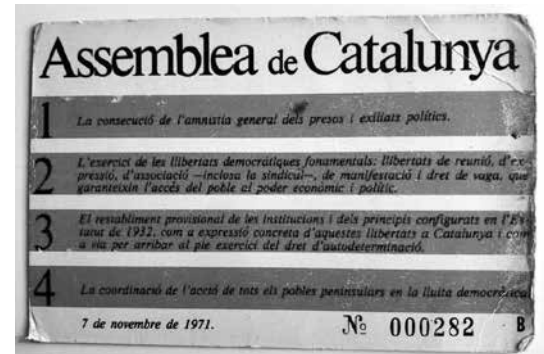 Assemblea de Catalunya
1 La consecució de l'amnistia general dels presos i exiliats polítics.
2 L'exercici de les llibertats democràtiques fonamentals: llibertats de reunió, d'ex-
pressió, d'associació —inclosa la sindical—, de manifestació i dret de vaga, que
garanteixin l'accés del poble al poder econòmic i polític.
3 El restabliment provisional de les institucions i dels principis configurats en l'Es-
tatut de 1932, com a expressió concreta d'aquestes llibertats a Catalunya i com
a via per arribar al ple exercici del dret d'autodeterminació.
4 La coordinació de l'acció de tots els pobles peninsulars en la lluita democràtica
7 de novembre de 1971. Nº 000282 B